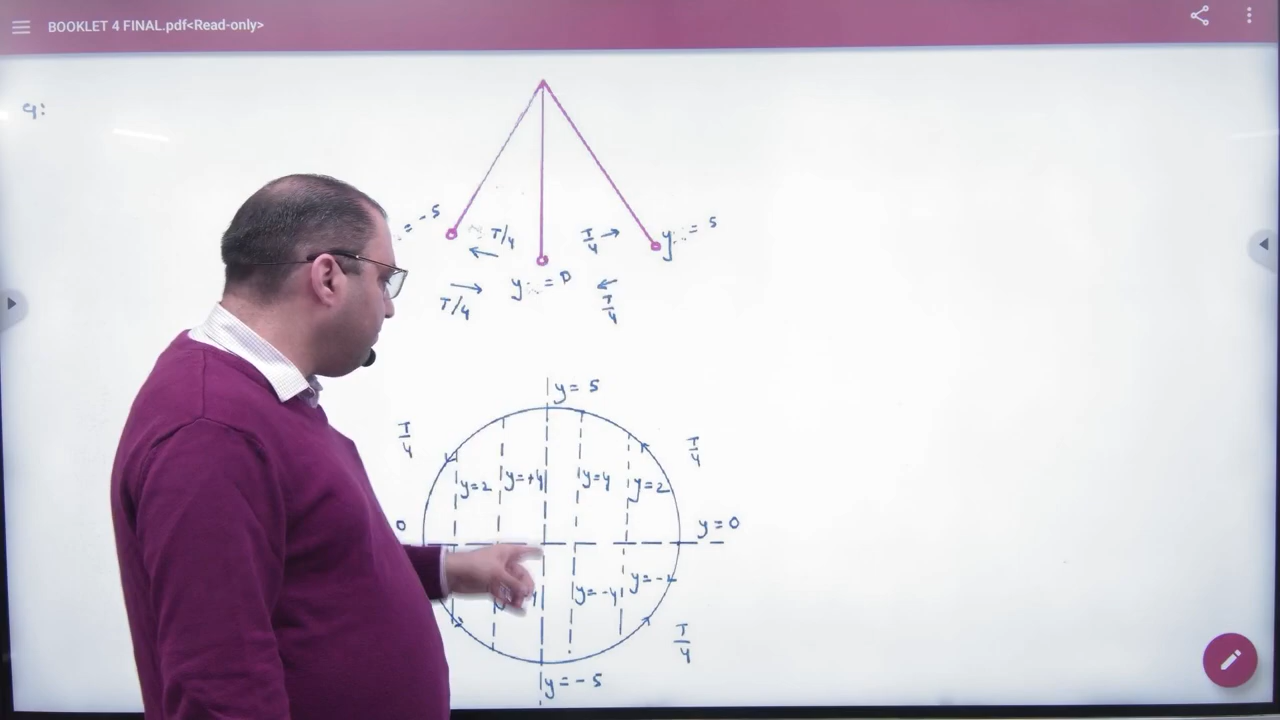 BOOKLET 4 FINAL.pdf<Read-only>
9:
= -5
T/4
T/4
y = 5
T/4
y = 0
T/4
y = 5
T/4
T/4
y=2
y=+4
y=4
y=2
0
y=0
y=-4
T/4
y = -5